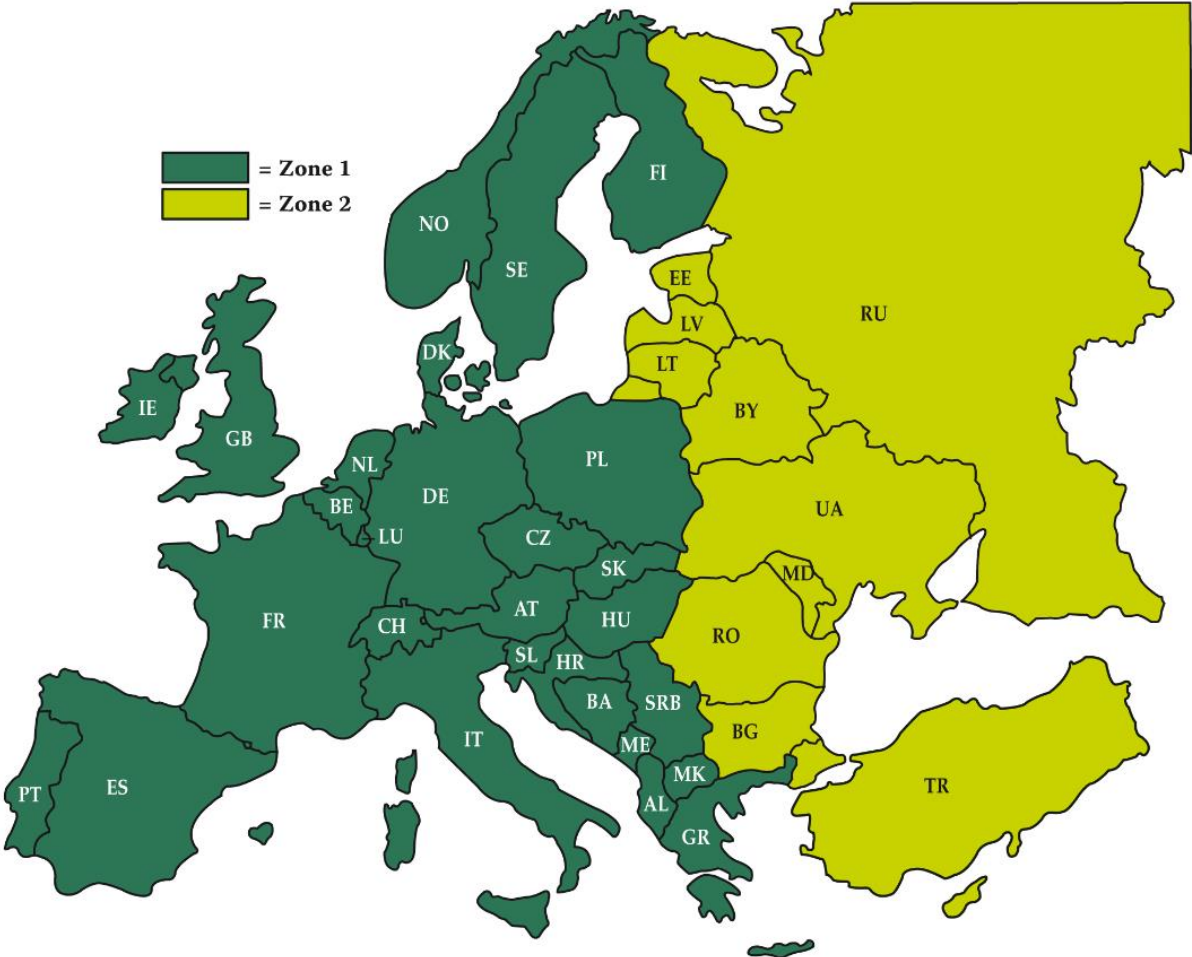 = Zone 1
= Zone 2
FI
NO
SE
EE
RU
LV
DK
LT
IE
BY
GB
PL
NL
DE
BE
UA
LU
CZ
SK
MD
AT
FR
HU
CH
RO
SL
HR
BA
SRB
BG
IT
ME
MK
TR
ES
PT
AL
GR